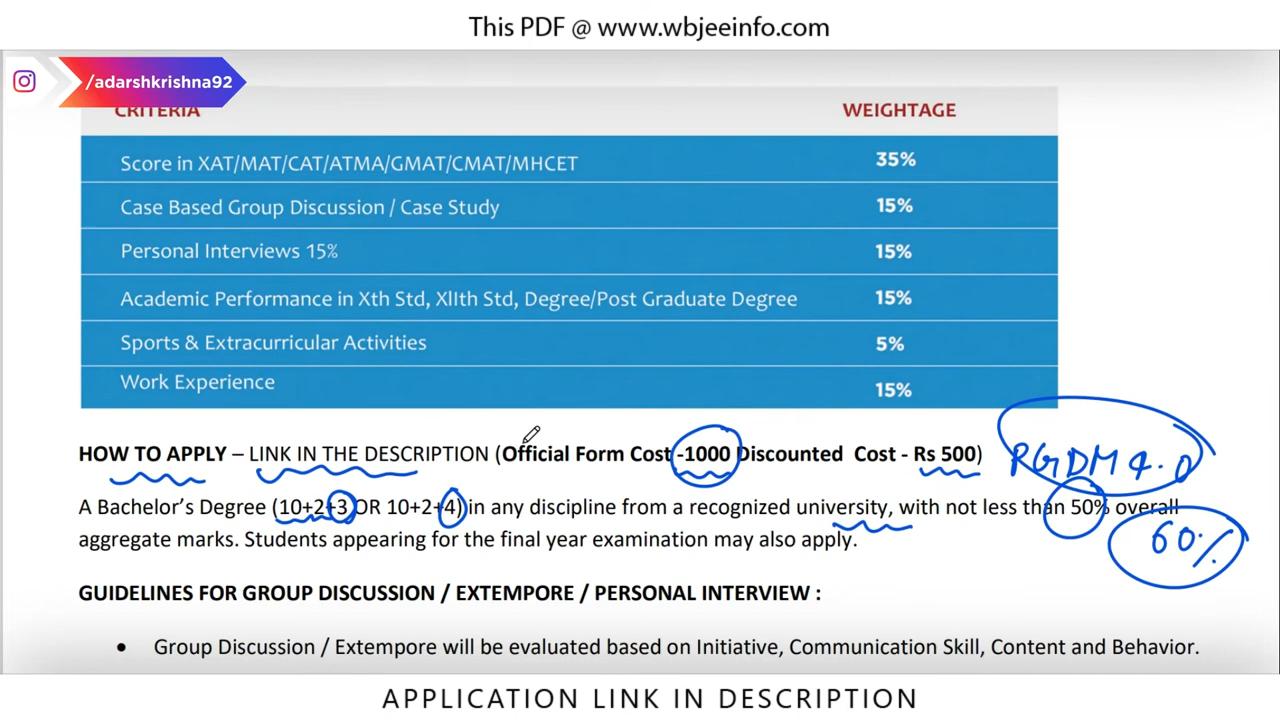 This PDF @ www.wbjeeinfo.com
/adarshkrishna92
CRITERIA WEIGHTAGE
Score in XAT/MAT/CAT/ATMA/GMAT/CMAT/MHCET 35%
Case Based Group Discussion / Case Study 15%
Personal Interviews 15% 15%
Academic Performance in Xth Std, XIIth Std, Degree/Post Graduate Degree 15%
Sports & Extracurricular Activities 5%
Work Experience 15%
HOW TO APPLY – LINK IN THE DESCRIPTION (Official Form Cost -1000 Discounted Cost - Rs 500) RGDM 4.0
A Bachelor's Degree (10+2+3 OR 10+2+4) in any discipline from a recognized university, with not less than 50% overall
aggregate marks. Students appearing for the final year examination may also apply. 60%
GUIDELINES FOR GROUP DISCUSSION / EXTEMPORE / PERSONAL INTERVIEW :
• Group Discussion / Extempore will be evaluated based on Initiative, Communication Skill, Content and Behavior.
APPLICATION LINK IN DESCRIPTION